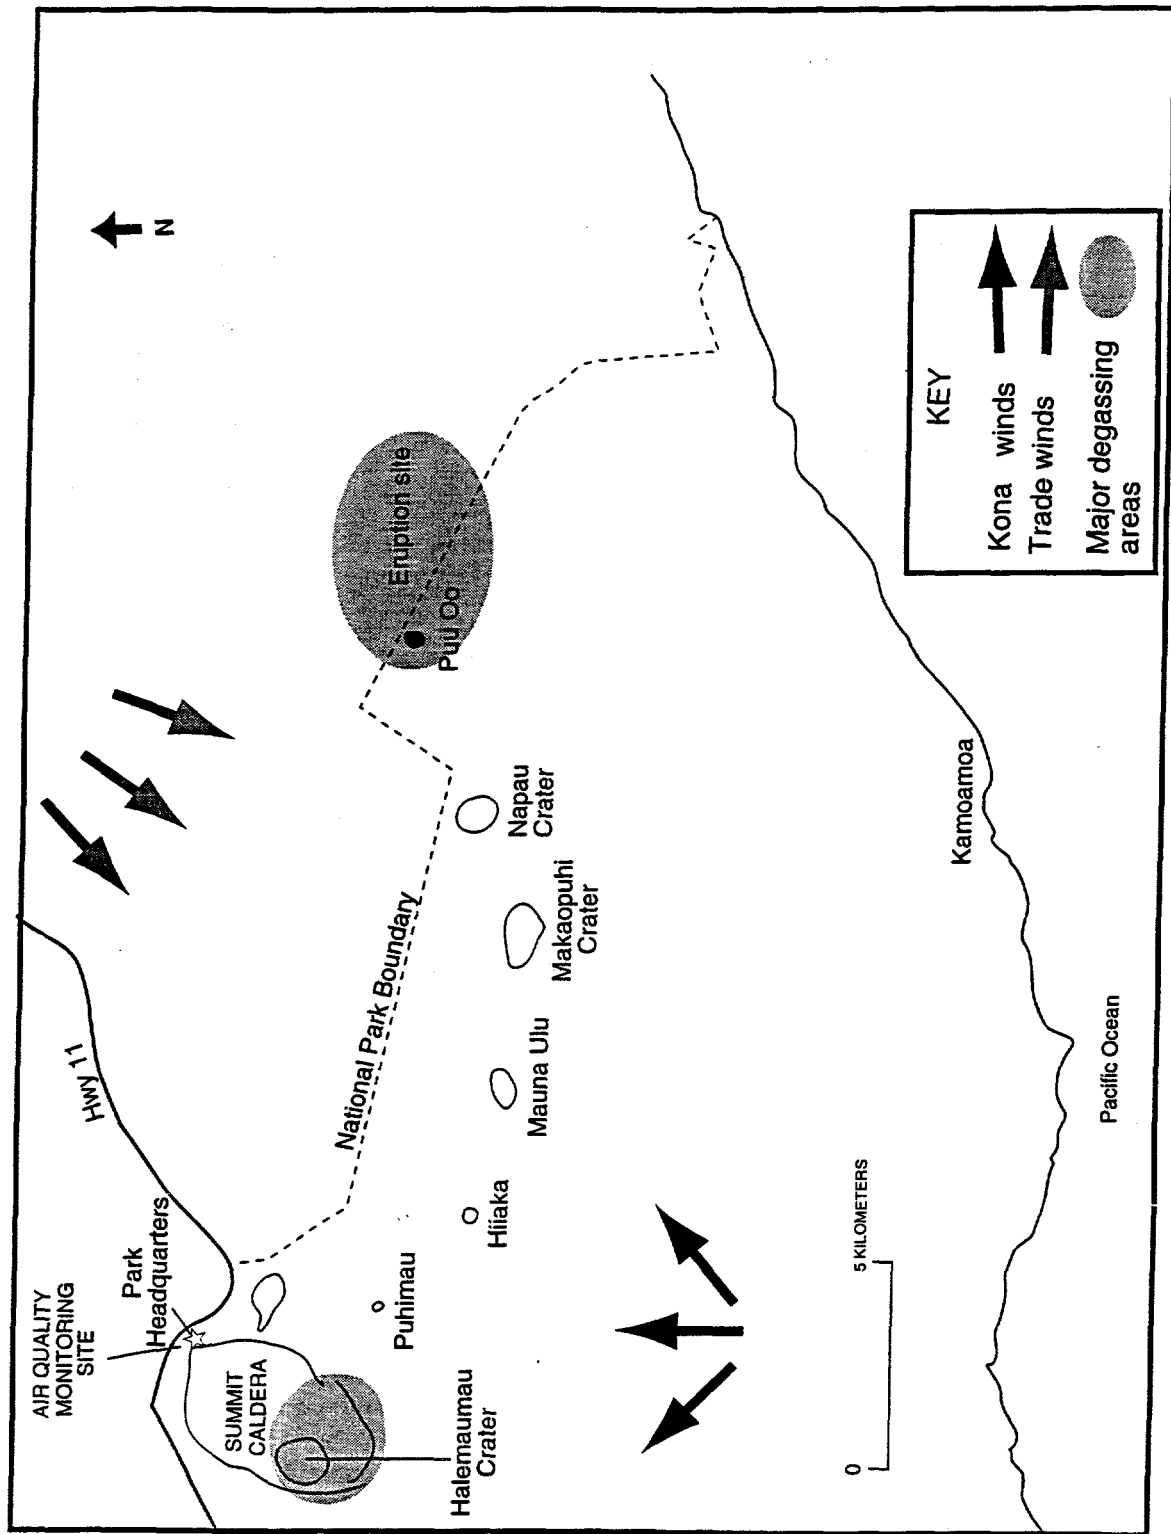 AIR QUALITY
MONITORING
SITE
Park
Headquarters
Hwy 11
N
SUMMIT
CALDERA
National Park Boundary
Eruption site
Puu Oo
Halemaumau
Crater
Puhimau
Hiiaka
Mauna Ulu
Makaopuhi
Crater
Napau
Crater
Kamoamoa
0
5 KILOMETERS
Pacific Ocean
KEY
Kona winds
Trade winds
Major degassing
areas